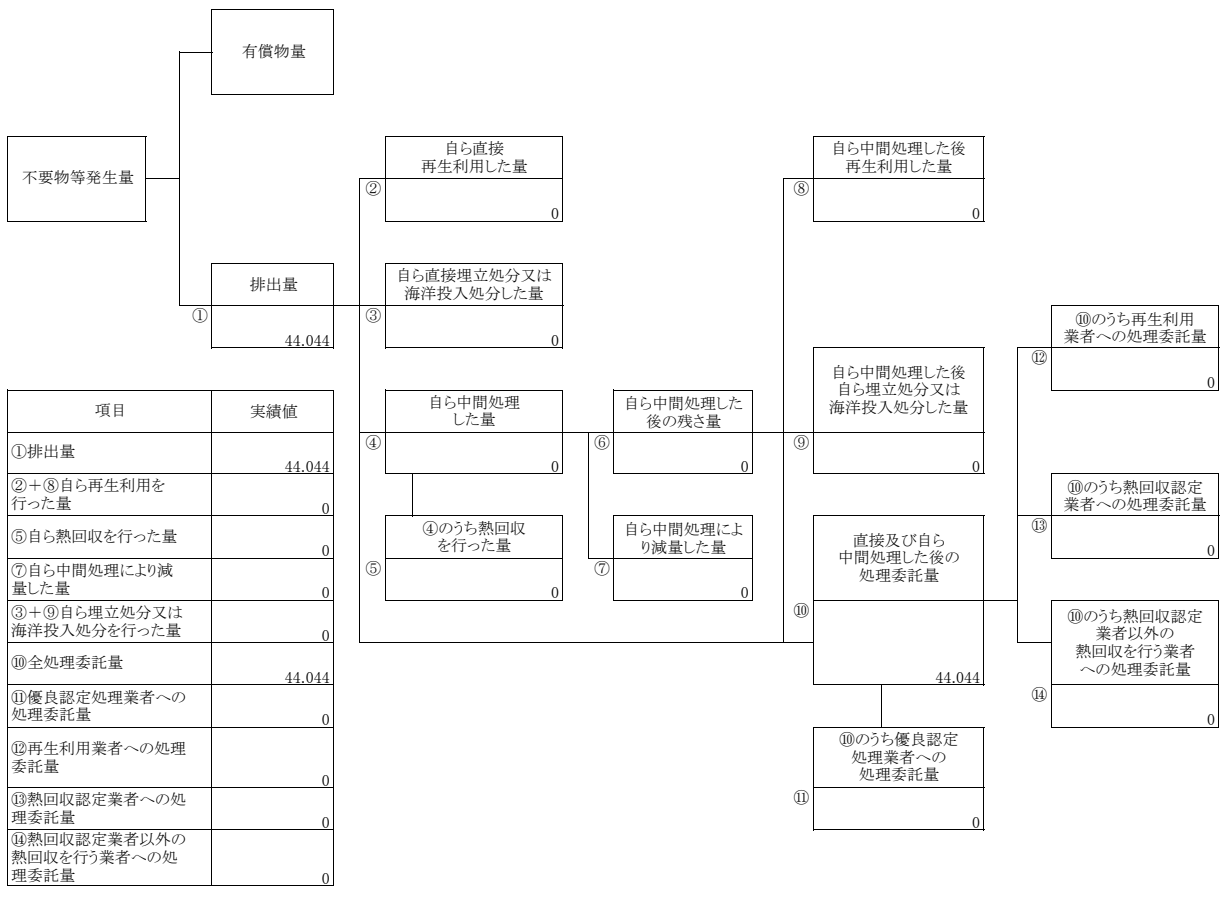 有償物量
不要物等発生量
排出量
①
44.044
自ら直接
再生利用した量
②
0
自ら直接埋立処分又は
海洋投入処分した量
③
0
自ら中間処理
した量
④
0
④のうち熱回収
を行った量
⑤
0
自ら中間処理した
後の残さ量
⑥
0
自ら中間処理によ
り減量した量
⑦
0
自ら中間処理した後
再生利用した量
⑧
0
自ら中間処理した後
自ら埋立処分又は
海洋投入処分した量
⑨
0
直接及び自ら
中間処理した後の
処理委託量
⑩
44.044
⑩のうち優良認定
処理業者への
処理委託量
⑪
0
⑩のうち再生利用
業者への処理委託量
⑫
0
⑩のうち熱回収認定
業者への処理委託量
⑬
0
⑩のうち熱回収認定
業者以外の
熱回収を行う業者
への処理委託量
⑭
0
項目 実績値
①排出量
44.044
②＋⑧自ら再生利用を
行った量
0
⑤自ら熱回収を行った量
0
⑦自ら中間処理により減
量した量
0
③＋⑨自ら埋立処分又は
海洋投入処分を行った量
0
⑩全処理委託量
44.044
⑪優良認定処理業者への
処理委託量
0
⑫再生利用業者への処理
委託量
0
⑬熱回収認定業者への処
理委託量
0
⑭熱回収認定業者以外の
熱回収を行う業者への処
理委託量
0